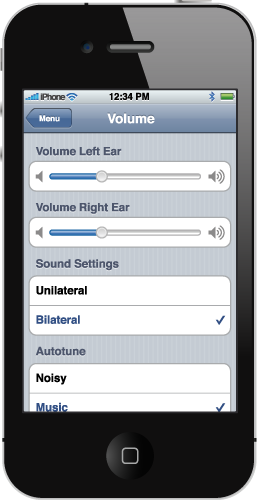 iPhone 12:34 PM
Menu Volume
Volume Left Ear
Volume Right Ear
Sound Settings
Unilateral
Bilateral
Autotune
Noisy
Music